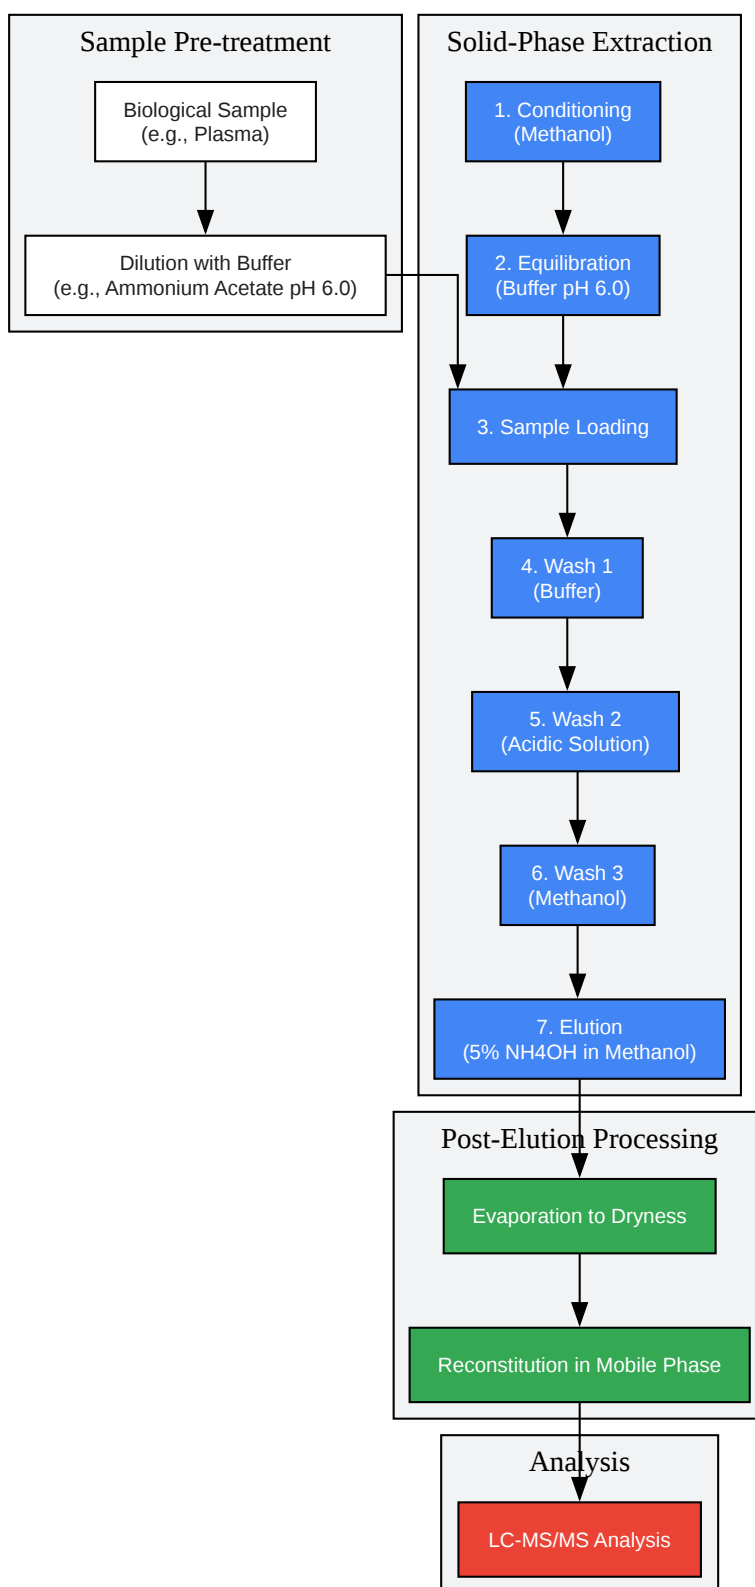 Sample Pre-treatment
Biological Sample
(e.g., Plasma)
Dilution with Buffer
(e.g., Ammonium Acetate pH 6.0)
Solid-Phase Extraction
1. Conditioning
(Methanol)
2. Equilibration
(Buffer pH 6.0)
3. Sample Loading
4. Wash 1
(Buffer)
5. Wash 2
(Acidic Solution)
6. Wash 3
(Methanol)
7. Elution
(5% NH4OH in Methanol)
Post-Elution Processing
Evaporation to Dryness
Reconstitution in Mobile Phase
Analysis
LC-MS/MS Analysis